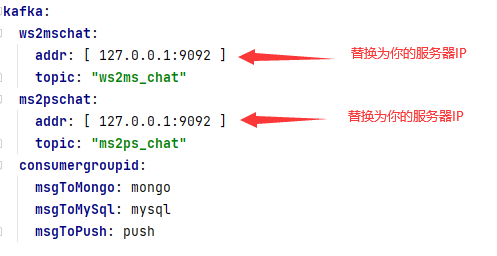 kafka:
ws2mschat:
addr: [ 127.0.0.1:9092 ] 替换为你的服务器IP
topic: "ws2ms_chat"
ms2pschat:
addr: [ 127.0.0.1:9092 ] 替换为你的服务器IP
topic: "ms2ps_chat"
consumergroupid:
msgToMongo: mongo
msgToMySql: mysql
msgToPush: push